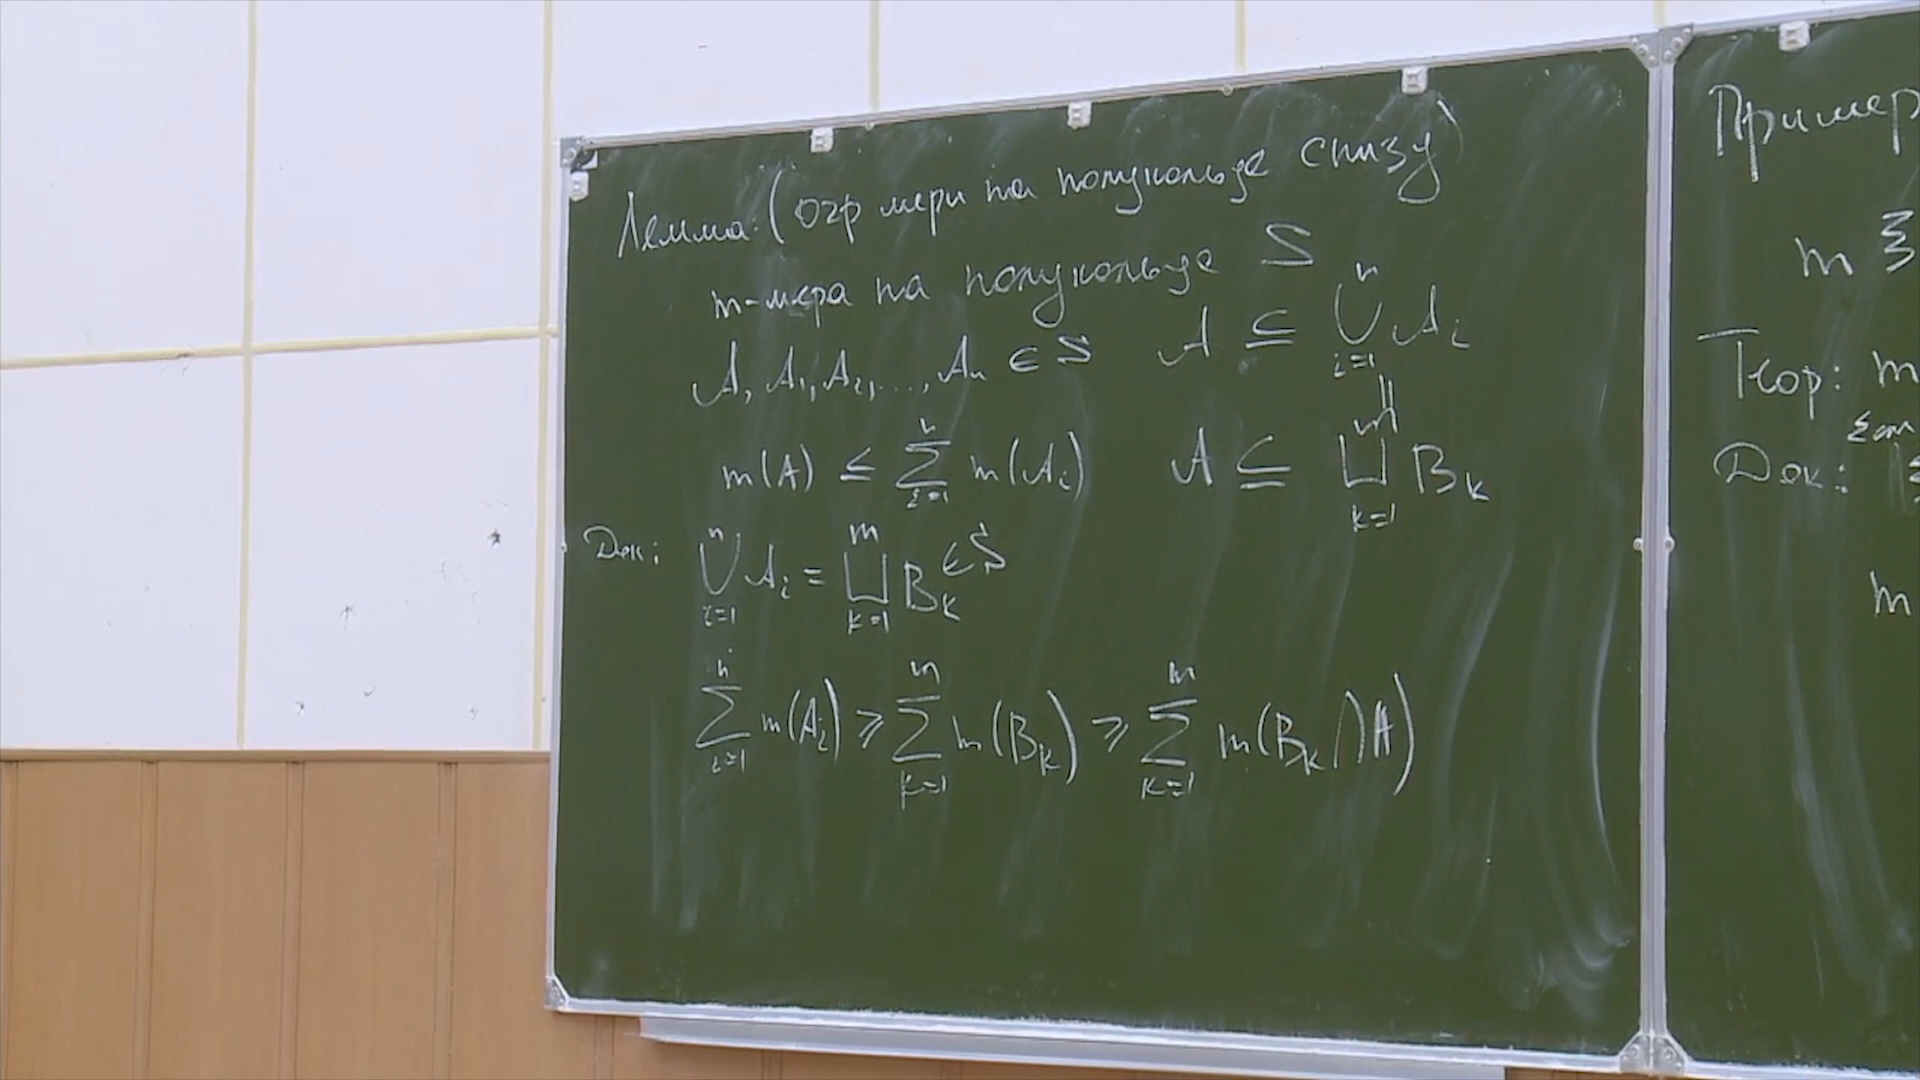 Лемма: (огр меры на полукольце снизу)
m-мера на полукольце S
A, A₁, A₂, ..., Aₙ ∈ S A ⊆ ⋃ᵢ₌₁ⁿ Aᵢ
||
m(A) ≤ ∑ᵢ₌₁ⁿ m(Aᵢ) A ⊆ ⊔ₖ₌₁ᵐ Bₖ
Док: ⋃ᵢ₌₁ⁿ Aᵢ = ⊔ₖ₌₁ᵐ Bₖ ∈ S
∑ᵢ₌₁ⁿ m(Aᵢ) ⩾ ∑ₖ₌₁ᵐ m(Bₖ) ⩾ ∑ₖ₌₁ᵐ m(Bₖ ⋂ A)
Пример
m
Теор: m
Док:
m